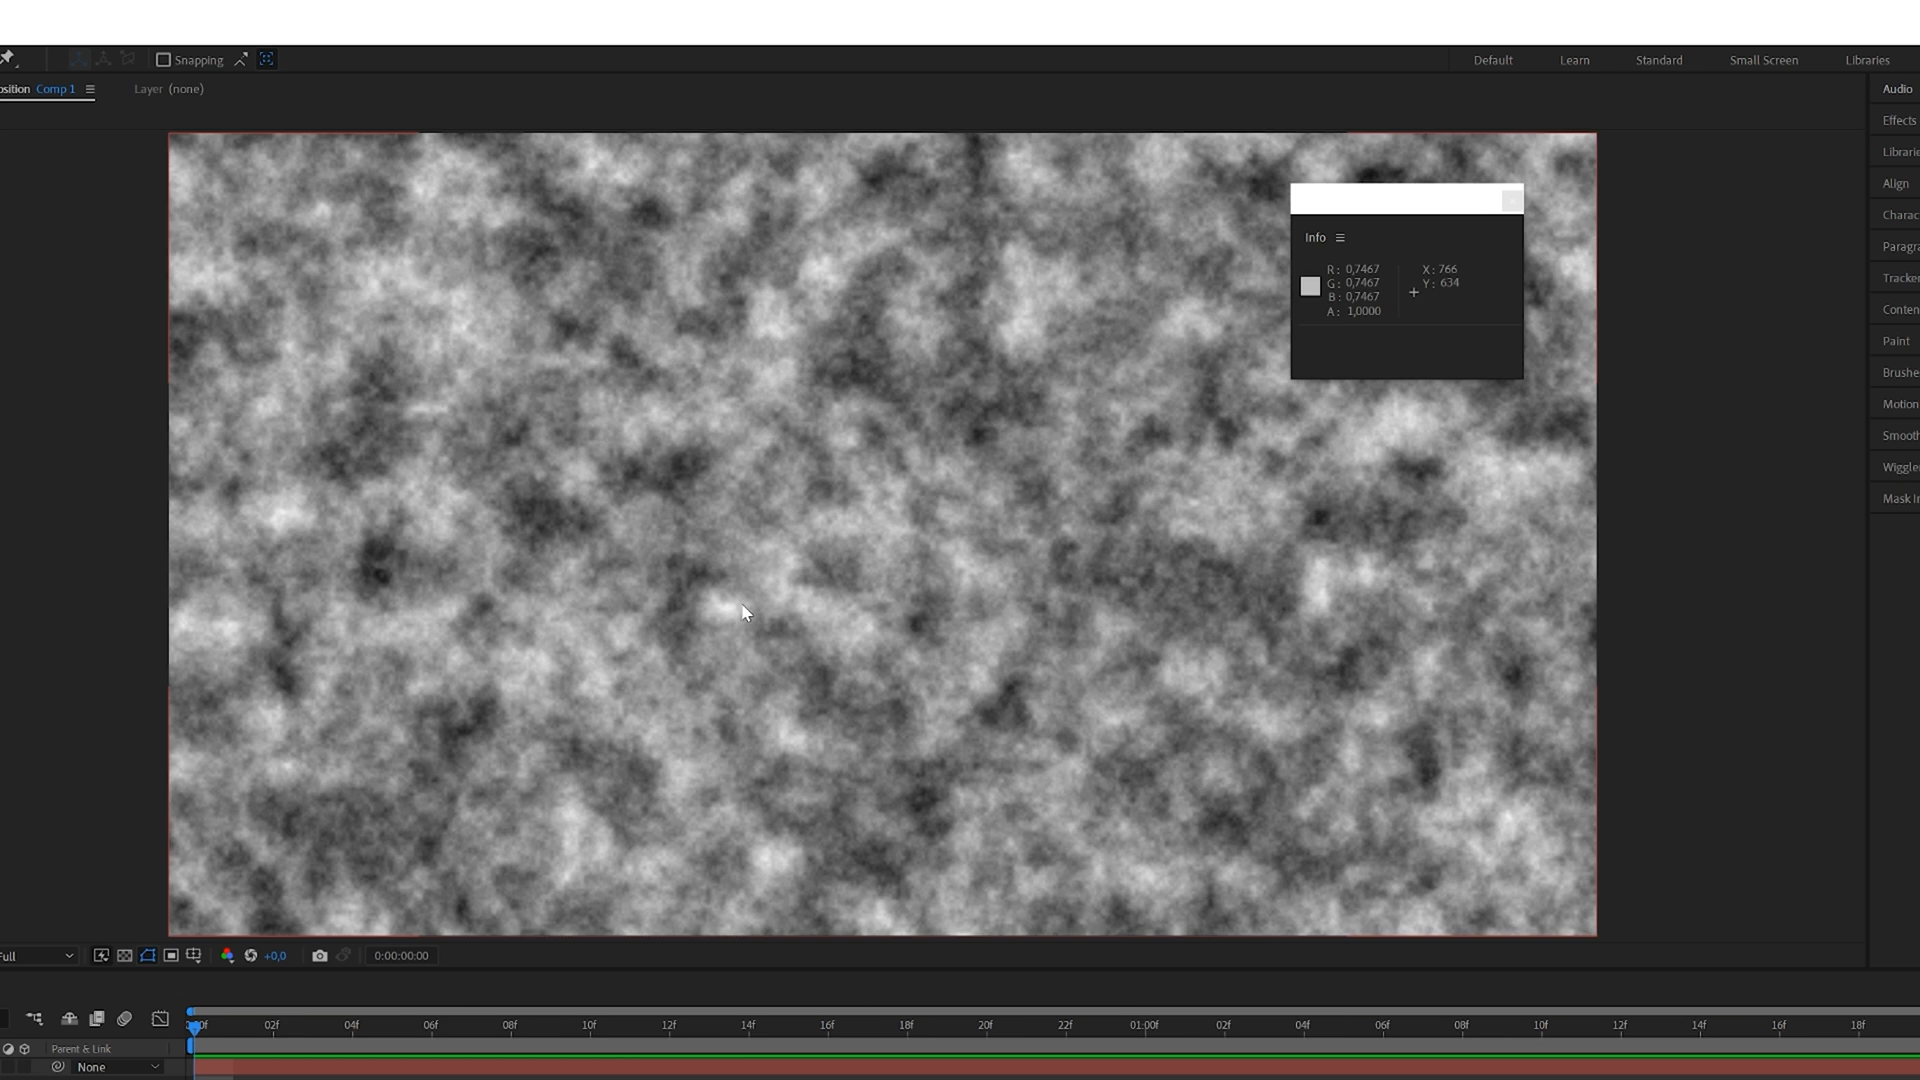 Snapping
Default
Learn
Standard
Small Screen
Libraries
osition Comp 1
Layer (none)
Audio
Effects
Librarie
Align
Charac
Paragra
Tracker
Conten
Paint
Brushe
Motion
Smooth
Wiggle
Mask In
Info
R: 0,7467
G: 0,7467
B: 0,7467
A: 1,0000
X: 766
Y: 634
Full
+0,0
0:00:00:00
02f 04f 06f 08f 10f 12f 14f 16f 18f 20f 22f 01:00f 02f 04f 06f 08f 10f 12f 14f 16f 18f
Parent & Link
None